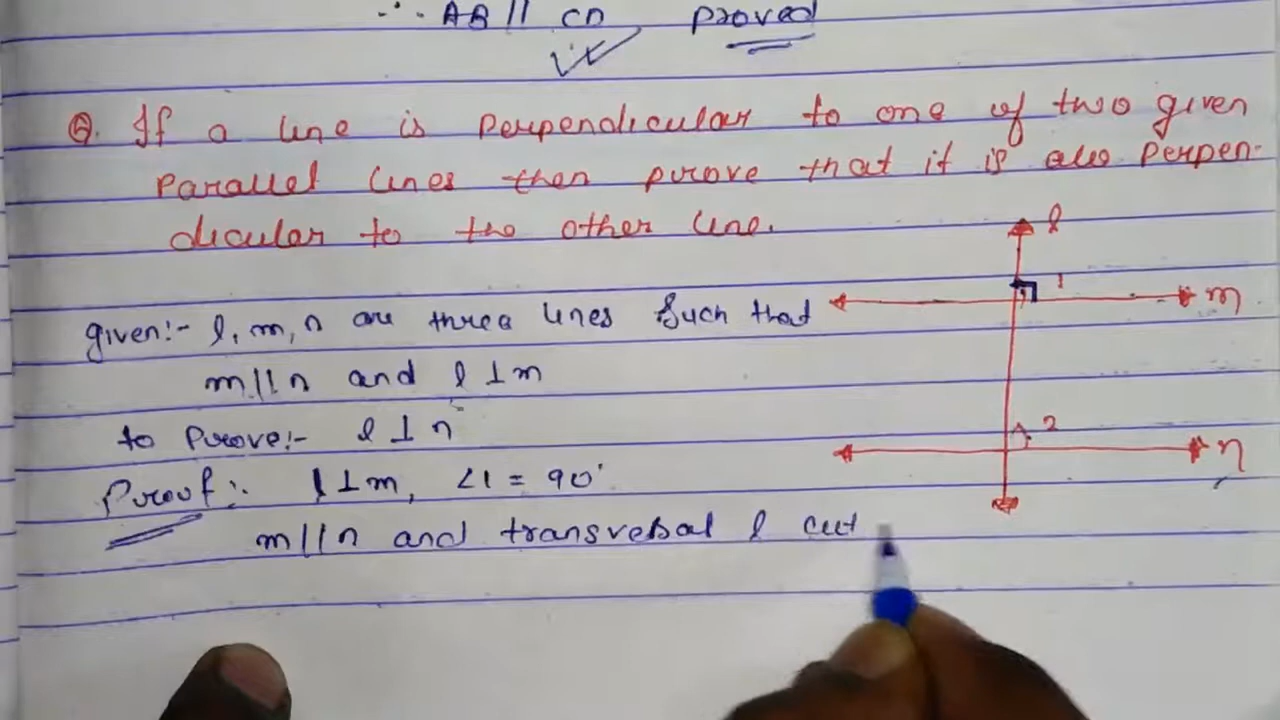 ∴ AB || CD proved
Q. If a line is perpendicular to one of two given
parallel lines then prove that it is also perpen-
dicular to the other line.
l
1
m
given:- l, m, n are three lines such that
m||n and l ⊥ m
to prove:- l ⊥ n
2
n
Proof:- l ⊥ m, ∠1 = 90°
m||n and transvesal l cut